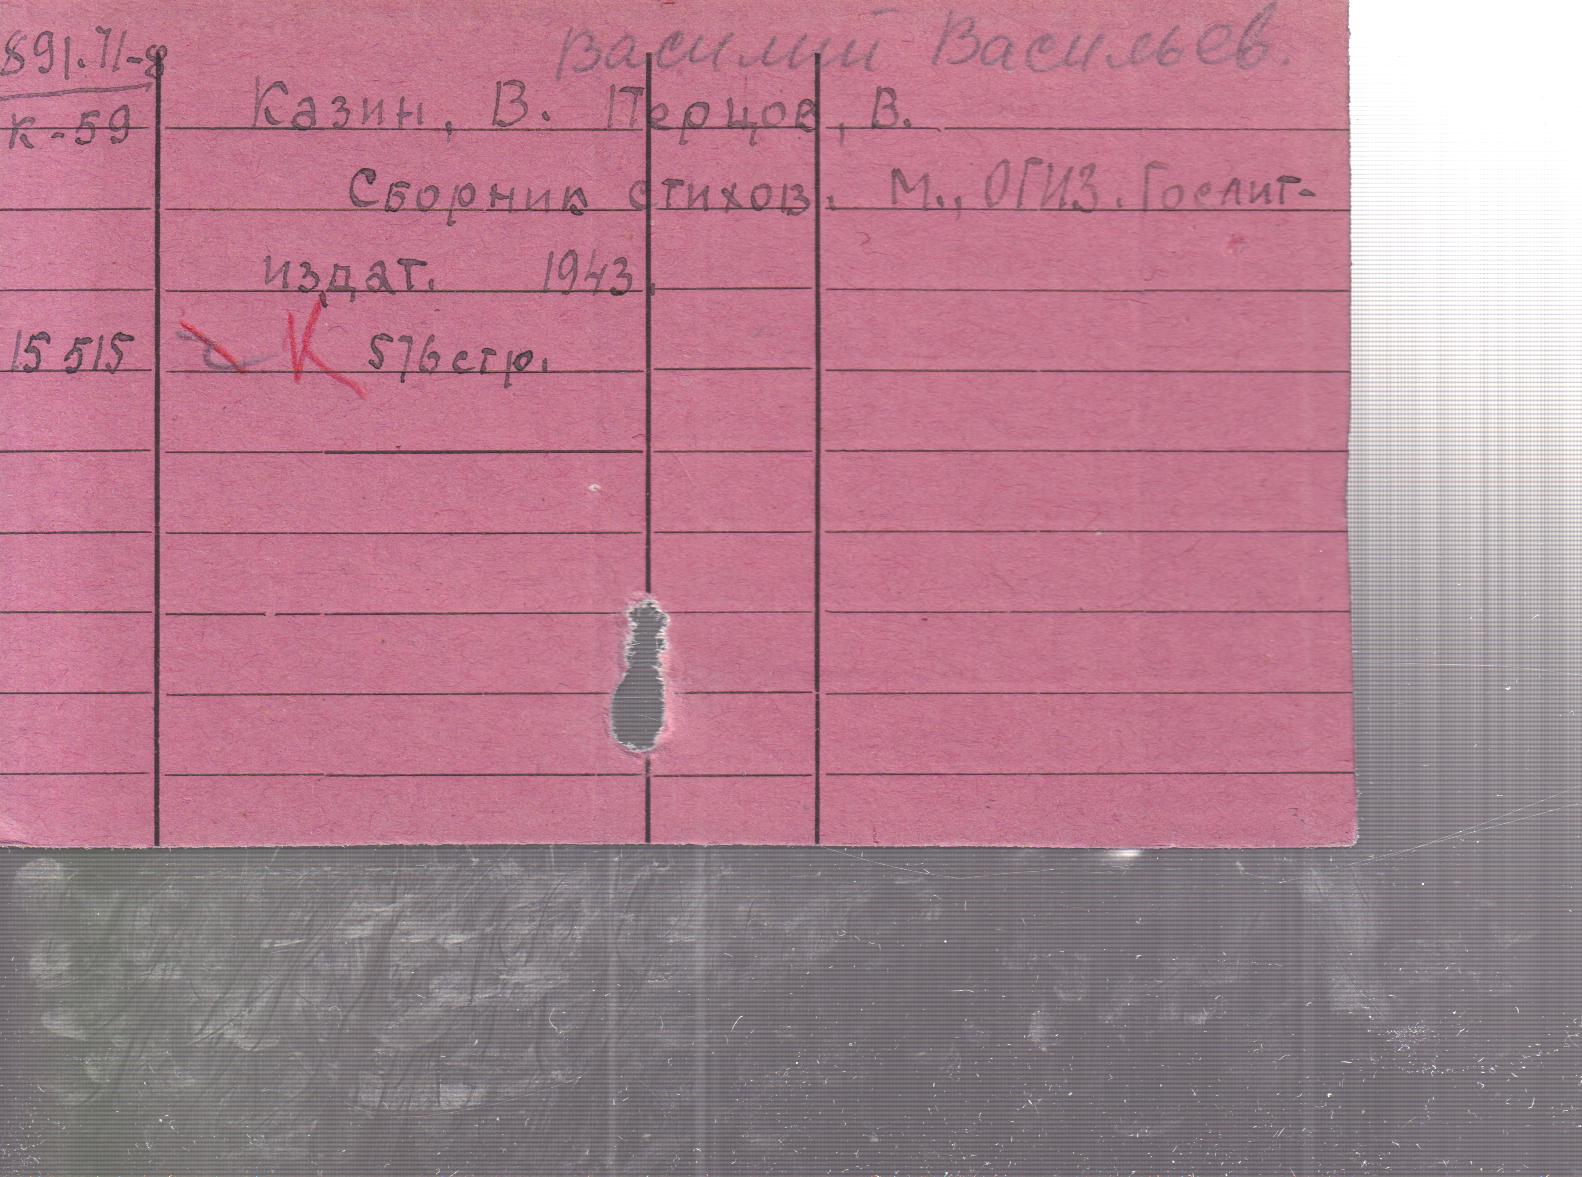 Василий Васильев.
891.71-8
Казин, В. Перцов, В.
К-59
Сборник стихов. М., ОГИЗ. Гослит-
издат. 1943.
15 515 К 576 стр.